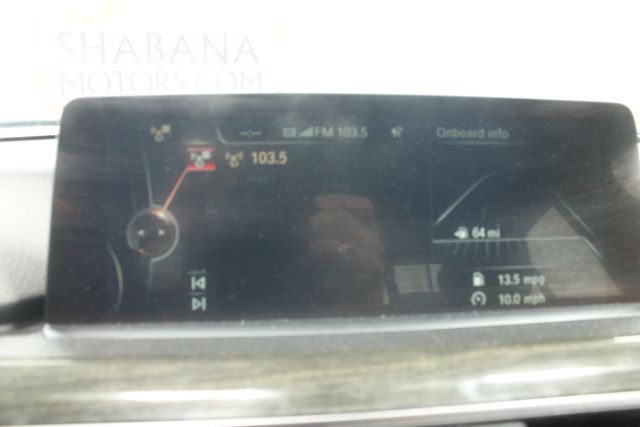 SHABANA
MOTORS.COM
FM 103.5
Onboard info
103.5
64 mi
13.5 mpg
10.0 mph